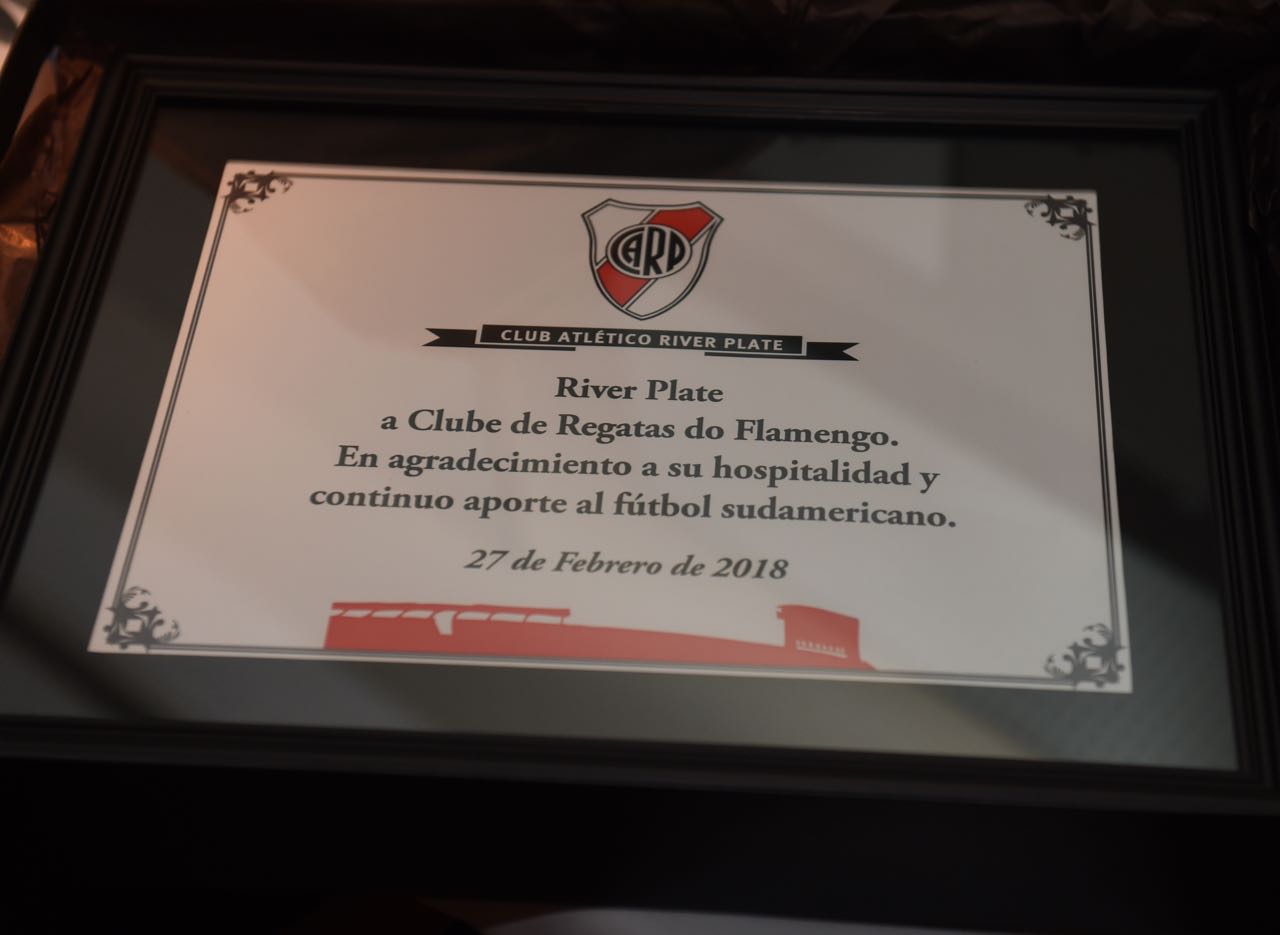 CARP
CLUB ATLÉTICO RIVER PLATE
River Plate
a Clube de Regatas do Flamengo.
En agradecimiento a su hospitalidad y
continuo aporte al fútbol sudamericano.
27 de Febrero de 2018